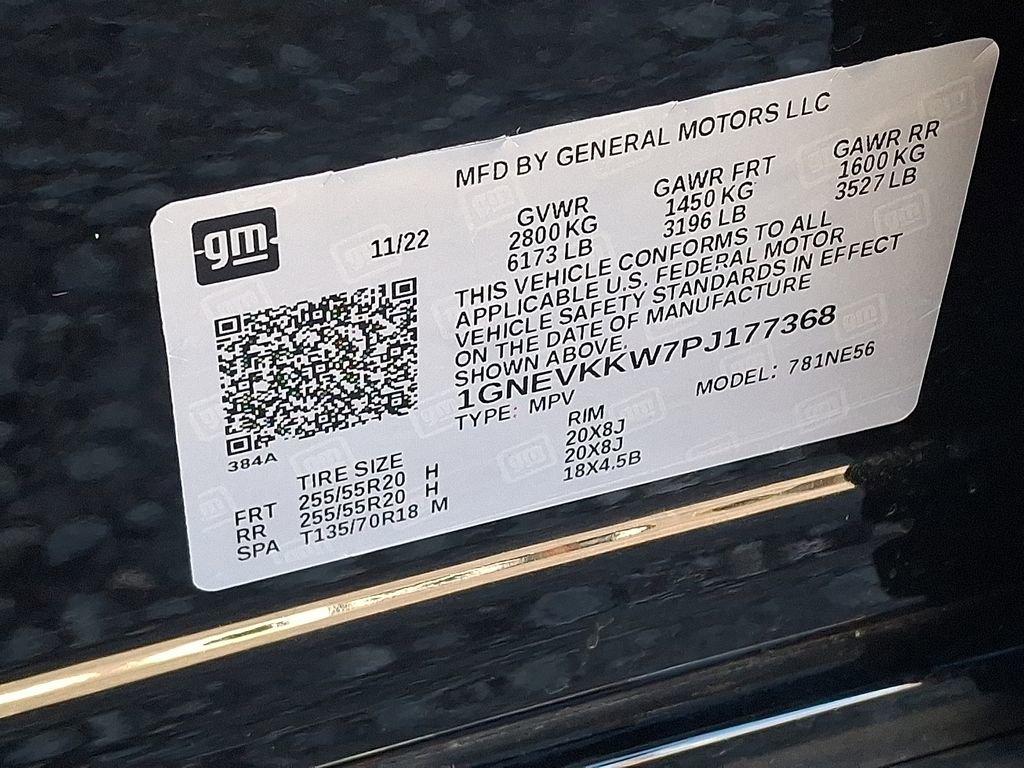 MFD BY GENERAL MOTORS LLC
gm
11/22
GVWR GAWR FRT GAWR RR
2800 KG 1450 KG 1600 KG
6173 LB 3196 LB 3527 LB
THIS VEHICLE CONFORMS TO ALL
APPLICABLE U.S. FEDERAL MOTOR
VEHICLE SAFETY STANDARDS IN EFFECT
ON THE DATE OF MANUFACTURE
SHOWN ABOVE.
1GNEVKKW7PJ177368
TYPE: MPV MODEL: 781NE56
384A
TIRE SIZE RIM
FRT 255/55R20 H 20X8J
RR 255/55R20 H 20X8J
SPA T135/70R18 M 18X4.5B